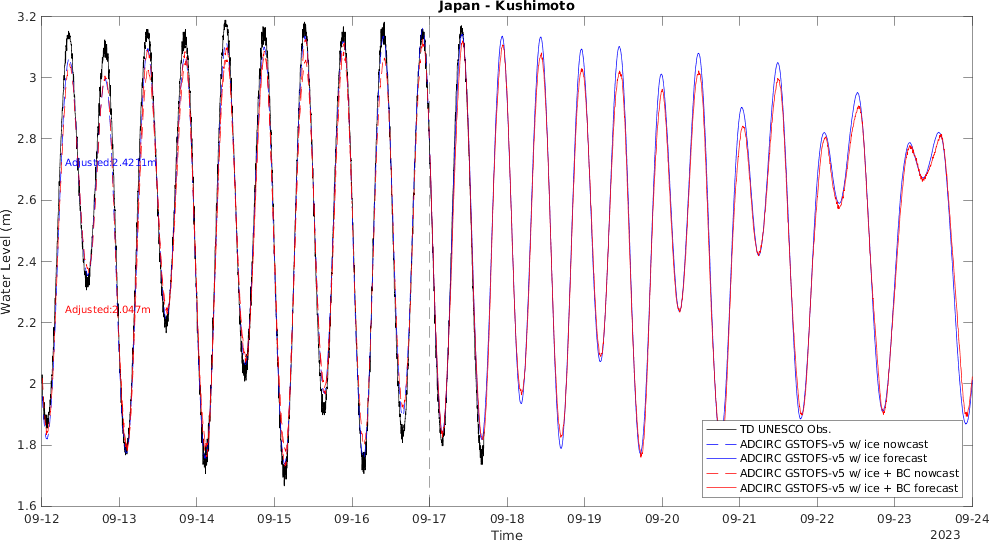 Japan - Kushimoto
3.2
3
2.8
2.6
2.4
2.2
2
1.8
1.6
Water Level (m)
Adjusted:2.4211m
Adjusted:2.047m
TD UNESCO Obs.
ADCIRC GSTOFS-v5 w/ ice nowcast
ADCIRC GSTOFS-v5 w/ ice forecast
ADCIRC GSTOFS-v5 w/ ice + BC nowcast
ADCIRC GSTOFS-v5 w/ ice + BC forecast
09-12 09-13 09-14 09-15 09-16 09-17 09-18 09-19 09-20 09-21 09-22 09-23 09-24
Time
2023